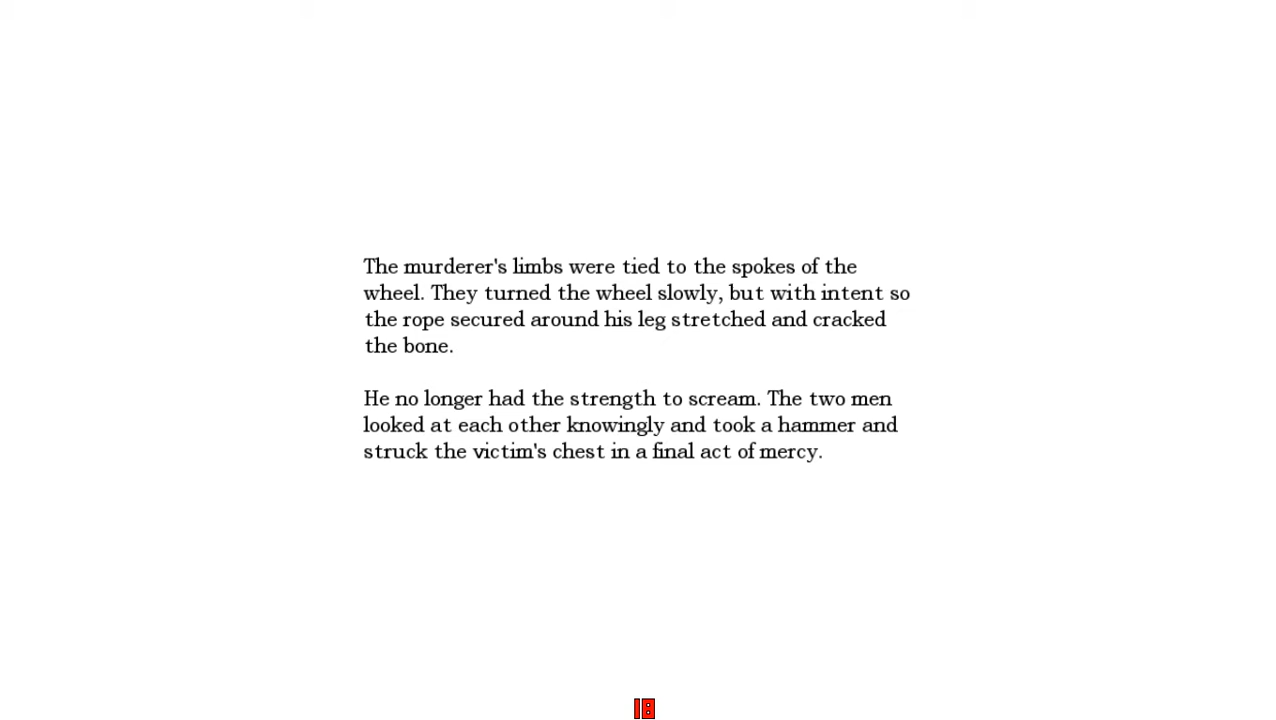 The murderer's limbs were tied to the spokes of the
wheel. They turned the wheel slowly, but with intent so
the rope secured around his leg stretched and cracked
the bone.
He no longer had the strength to scream. The two men
looked at each other knowingly and took a hammer and
struck the victim's chest in a final act of mercy.
18